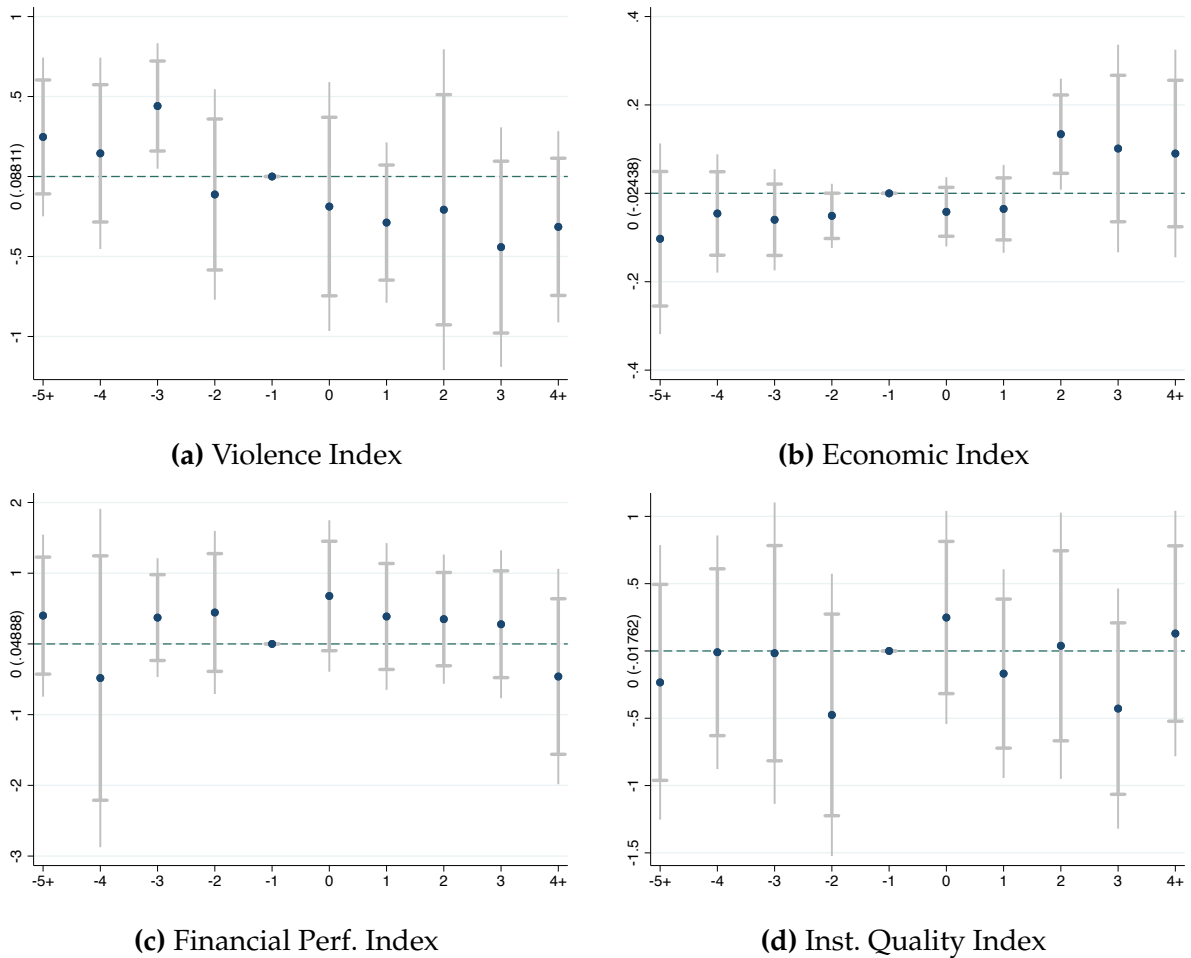 1
.5
0 (.08811)
-.5
-1
-5+ -4 -3 -2 -1 0 1 2 3 4+
(a) Violence Index
.4
.2
0 (-.02438)
-.2
-.4
-5+ -4 -3 -2 -1 0 1 2 3 4+
(b) Economic Index
2
1
0 (.04888)
-1
-2
-3
-5+ -4 -3 -2 -1 0 1 2 3 4+
(c) Financial Perf. Index
1
.5
0 (-.01762)
-.5
-1
-1.5
-5+ -4 -3 -2 -1 0 1 2 3 4+
(d) Inst. Quality Index